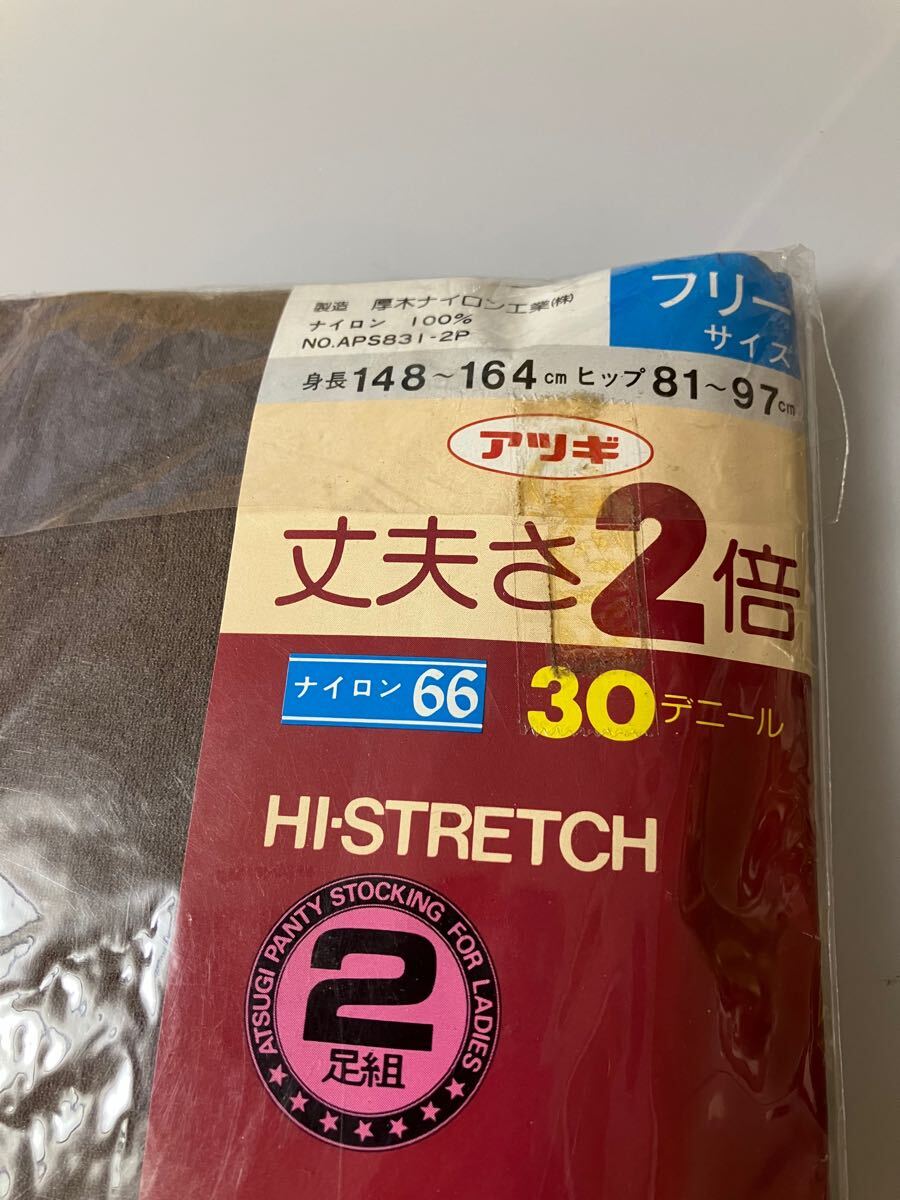 製造 厚木ナイロン工業㈱
ナイロン 100%
NO.APS831-2P
フリー
サイズ
身長148～164cm ヒップ81～97cm
アツギ
丈夫さ2倍
ナイロン66
30デニール
HI-STRETCH
ATSUGI PANTY STOCKING FOR LADIES
2
足組